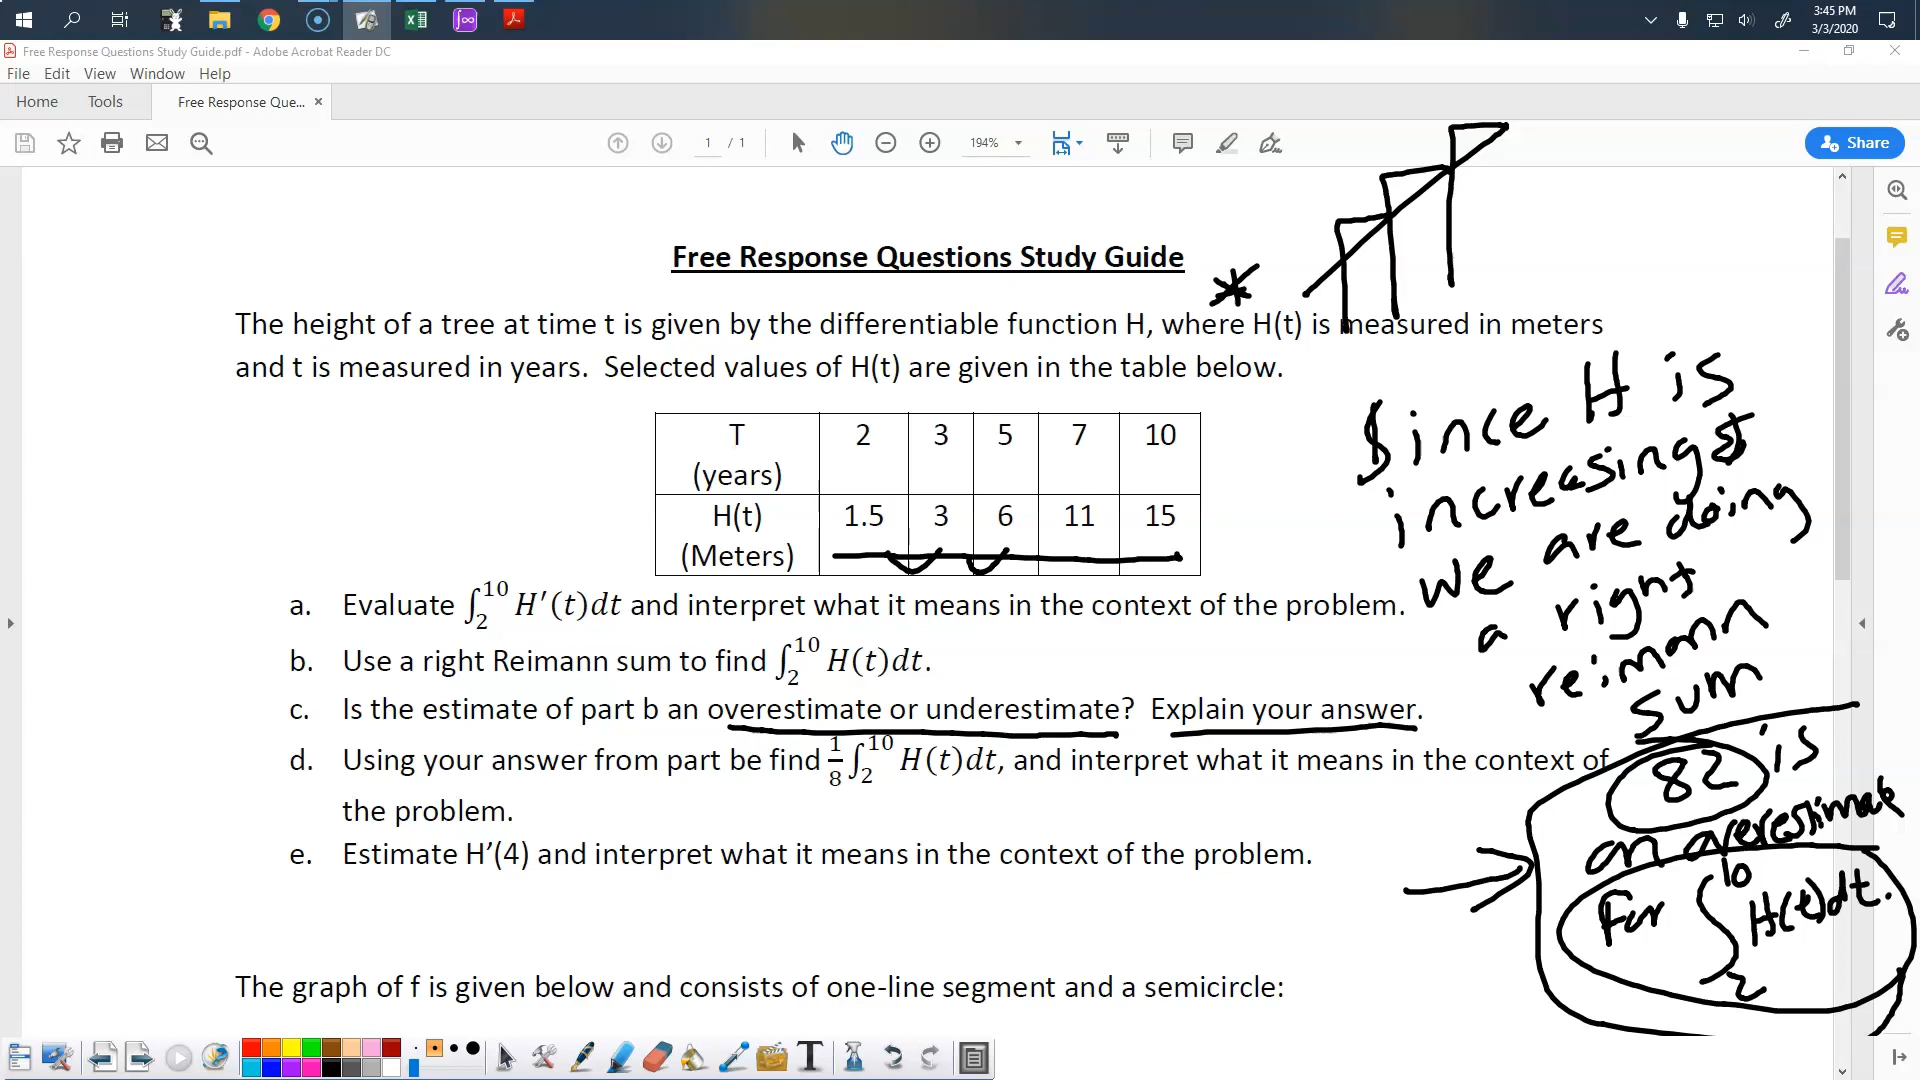 3:45 PM
3/3/2020
Free Response Questions Study Guide.pdf - Adobe Acrobat Reader DC
File Edit View Window Help
Home Tools Free Response Que... ×
1 / 1 194% Share
Free Response Questions Study Guide
*
The height of a tree at time t is given by the differentiable function H, where H(t) is measured in meters
and t is measured in years. Selected values of H(t) are given in the table below.
T (years) 2 3 5 7 10
H(t) (Meters) 1.5 3 6 11 15
a. Evaluate ∫₂¹⁰ H′(t)dt and interpret what it means in the context of the problem.
b. Use a right Reimann sum to find ∫₂¹⁰ H(t)dt.
c. Is the estimate of part b an overestimate or underestimate? Explain your answer.
d. Using your answer from part be find 1/8 ∫₂¹⁰ H(t)dt, and interpret what it means in the context of
the problem.
e. Estimate H’(4) and interpret what it means in the context of the problem.
The graph of f is given below and consists of one-line segment and a semicircle:
Since H is
increasing &
we are doing
a right
reimann
sum
82 is
an overestimate
For ∫₂¹⁰ H(t)dt.